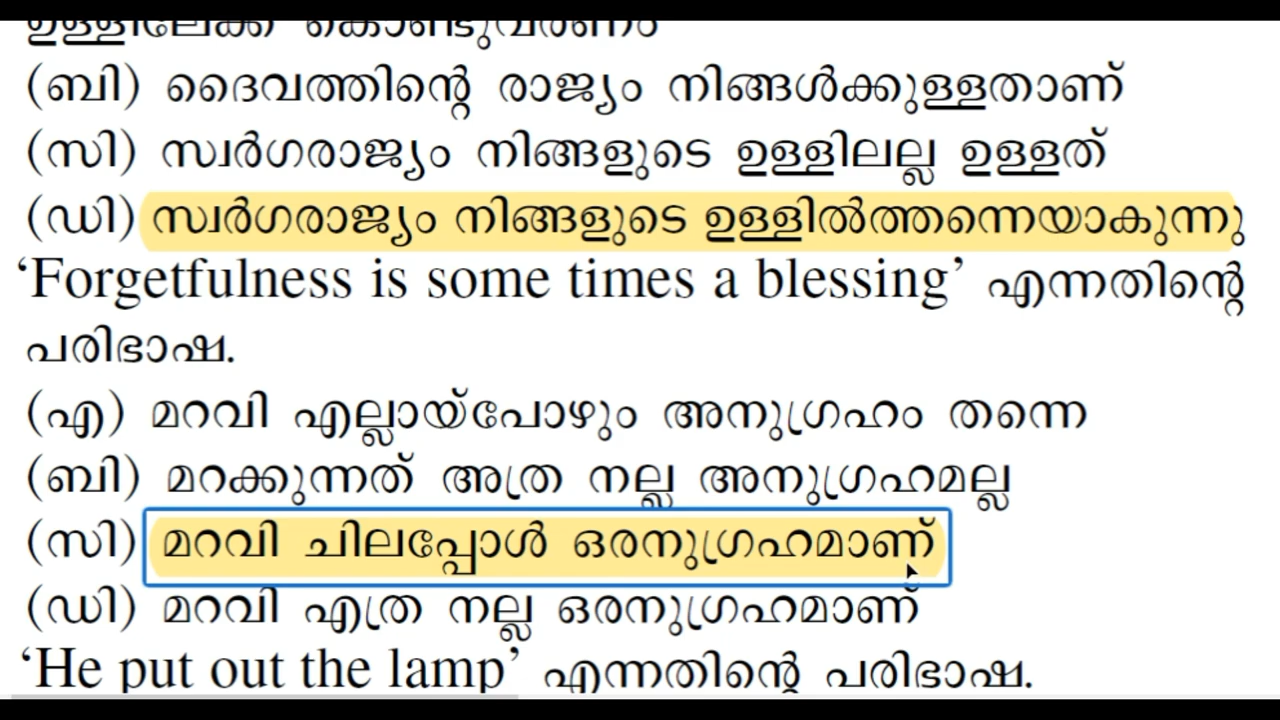 ഉള്ളിലേക്ക് കൊണ്ടുവരണം
(ബി) ദൈവത്തിന്റെ രാജ്യം നിങ്ങൾക്കുള്ളതാണ്
(സി) സ്വർഗരാജ്യം നിങ്ങളുടെ ഉള്ളിലല്ല ഉള്ളത്
(ഡി) സ്വർഗരാജ്യം നിങ്ങളുടെ ഉള്ളിൽത്തന്നെയാകുന്നു
‘Forgetfulness is some times a blessing’ എന്നതിന്റെ
പരിഭാഷ.
(എ) മറവി എല്ലായ്പോഴും അനുഗ്രഹം തന്നെ
(ബി) മറക്കുന്നത് അത്ര നല്ല അനുഗ്രഹമല്ല
(സി) മറവി ചിലപ്പോൾ ഒരനുഗ്രഹമാണ്
(ഡി) മറവി എത്ര നല്ല ഒരനുഗ്രഹമാണ്
‘He put out the lamp’ എന്നതിന്റെ പരിഭാഷ.